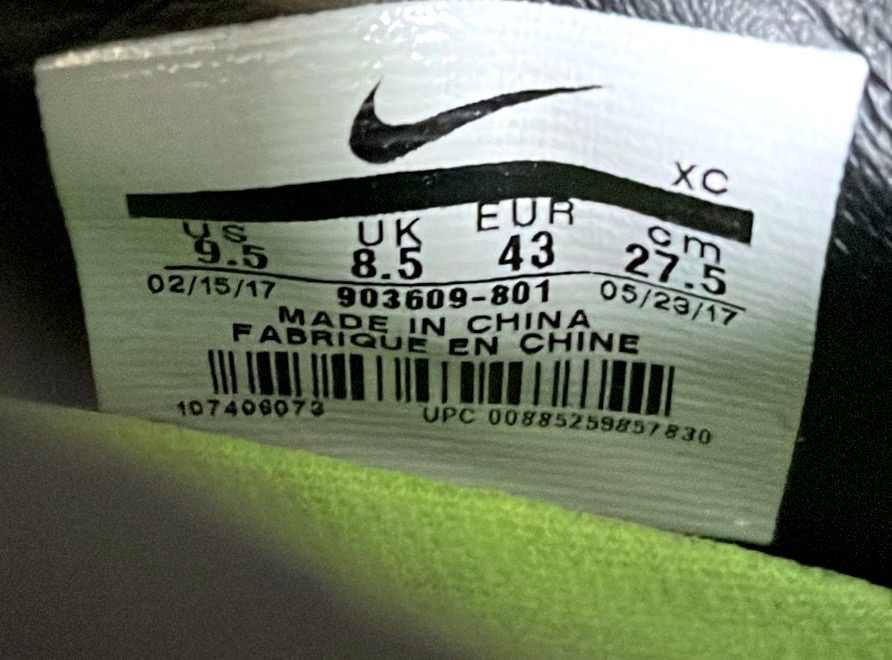 XC
US UK EUR cm
9.5 8.5 43 27.5
02/15/17 903609-801 05/23/17
MADE IN CHINA
FABRIQUE EN CHINE
107406073 UPC 00885259857830